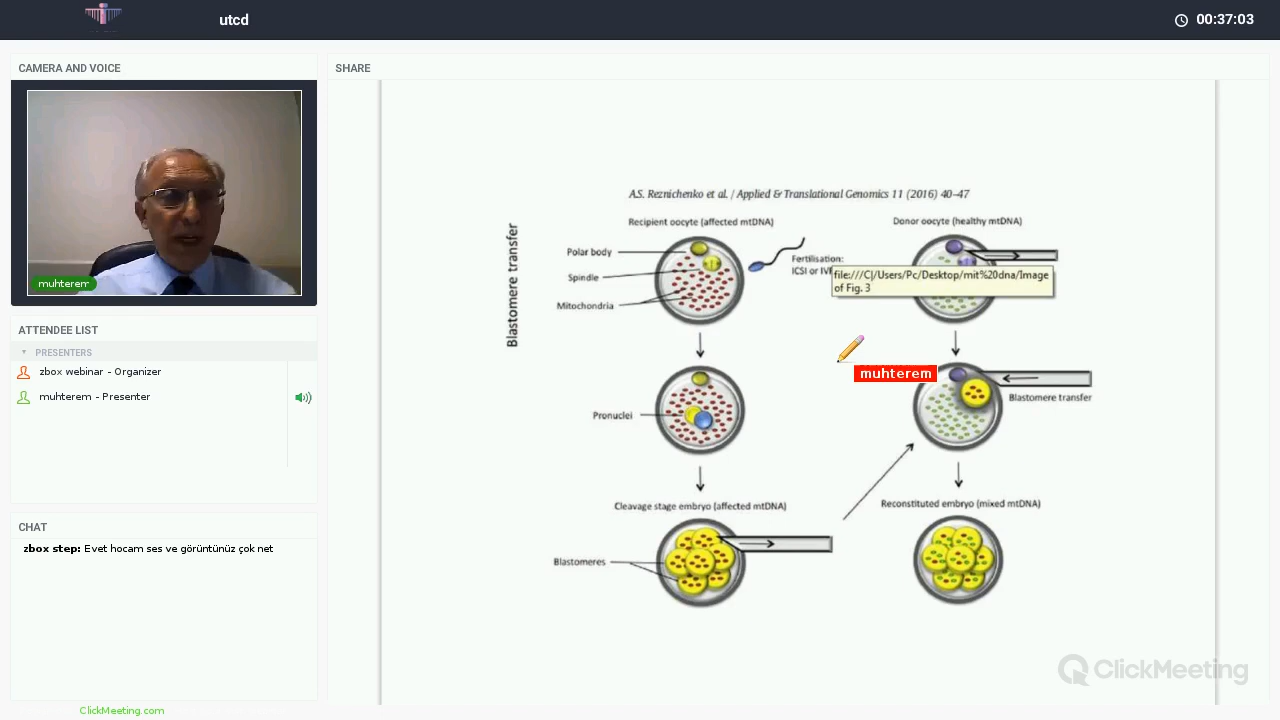 utcd
00:37:03
CAMERA AND VOICE
muhterem
ATTENDEE LIST
PRESENTERS
zbox webinar - Organizer
muhterem - Presenter
CHAT
zbox step: Evet hocam ses ve görüntünüz çok net
ClickMeeting.com
SHARE
A.S. Reznichenko et al. / Applied & Translational Genomics 11 (2016) 40–47
Blastomere transfer
Recipient oocyte (affected mtDNA)
Donor oocyte (healthy mtDNA)
Polar body
Spindle
Mitochondria
Fertilisation:
ICSI or IVF
file:///C|/Users/Pc/Desktop/mit%20dna/Image
of Fig. 3
muhterem
Pronuclei
Blastomere transfer
Cleavage stage embryo (affected mtDNA)
Reconstituted embryo (mixed mtDNA)
Blastomeres
ClickMeeting